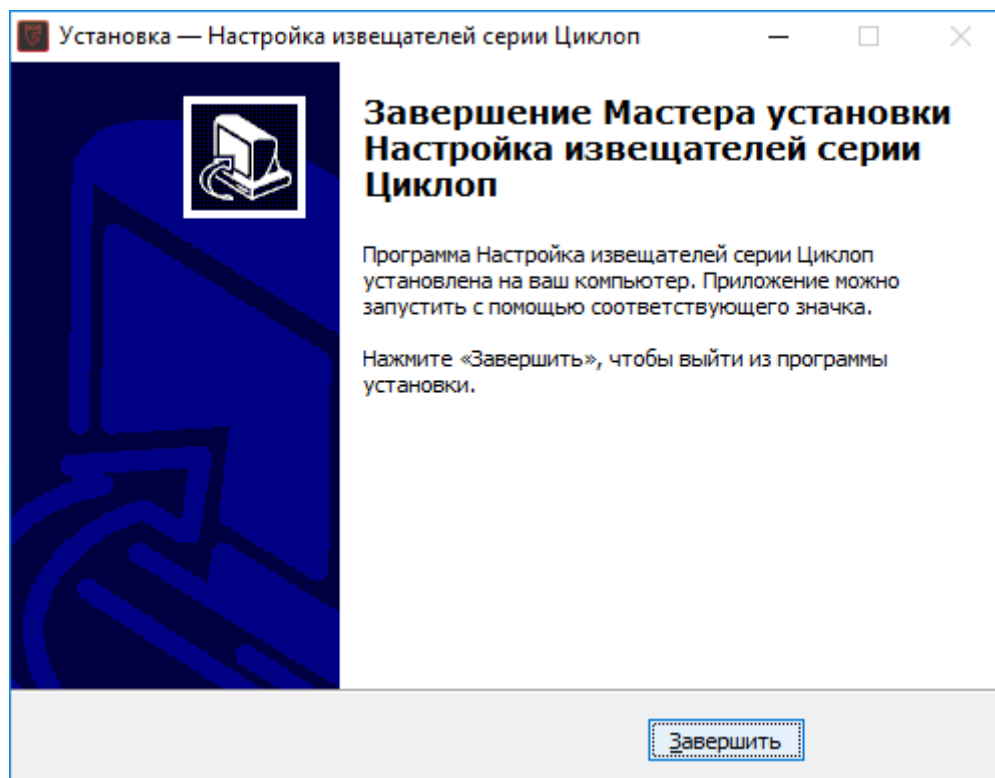 Установка — Настройка извещателей серии Циклоп
Завершение Мастера установки
Настройка извещателей серии
Циклоп
Программа Настройка извещателей серии Циклоп
установлена на ваш компьютер. Приложение можно
запустить с помощью соответствующего значка.
Нажмите «Завершить», чтобы выйти из программы
установки.
Завершить